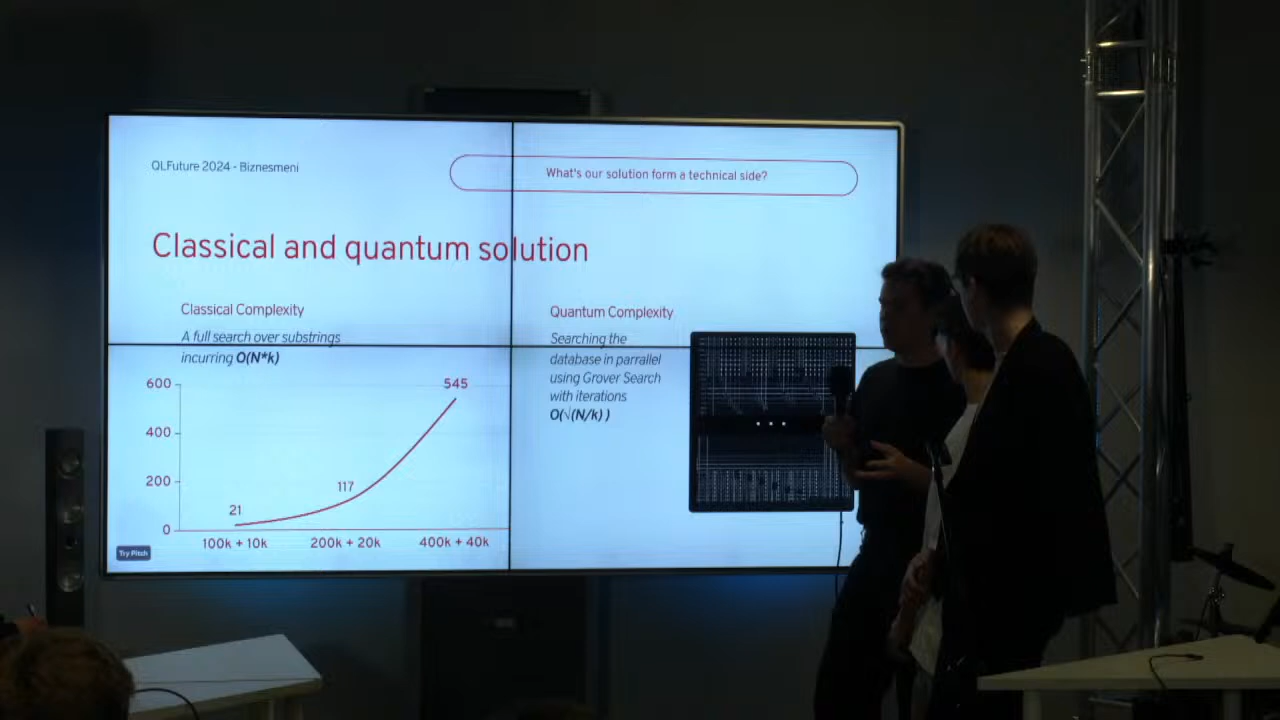 QLFuture 2024 - Biznesmeni
What's our solution form a technical side?
Classical and quantum solution
Classical Complexity
A full search over substrings
incurring O(N*k)
600
400
200
0
21
117
545
100k + 10k
200k + 20k
400k + 40k
Try Pitch
Quantum Complexity
Searching the
database in parrallel
using Grover Search
with iterations
O(√(N/k) )